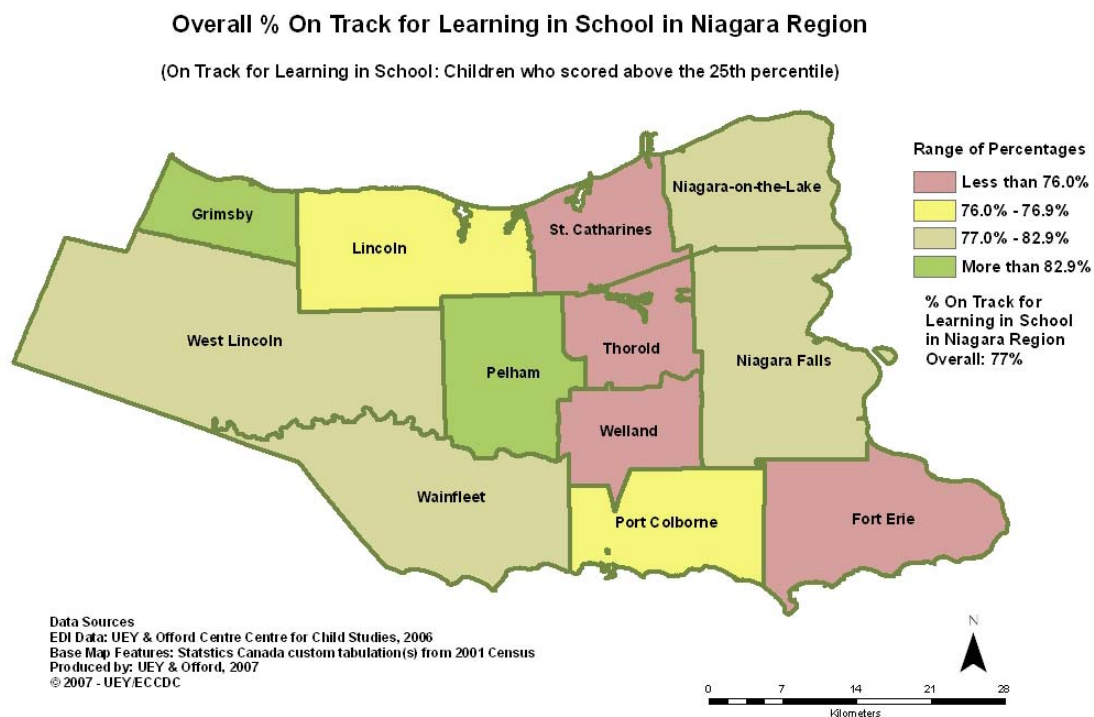 Overall % On Track for Learning in School in Niagara Region
(On Track for Learning in School: Children who scored above the 25th percentile)
Range of Percentages
Less than 76.0%
76.0% - 76.9%
77.0% - 82.9%
More than 82.9%
% On Track for
Learning in School
in Niagara Region
Overall: 77%
Niagara-on-the-Lake
Grimsby
St. Catharines
Lincoln
West Lincoln
Thorold
Niagara Falls
Pelham
Welland
Wainfleet
Port Colborne
Fort Erie
Data Sources
EDI Data: UEY & Offord Centre Centre for Child Studies, 2006
Base Map Features: Statstics Canada custom tabulation(s) from 2001 Census
Produced by: UEY & Offord, 2007
© 2007 - UEY/ECCDC
N
0 7 14 21 28
Kilometers